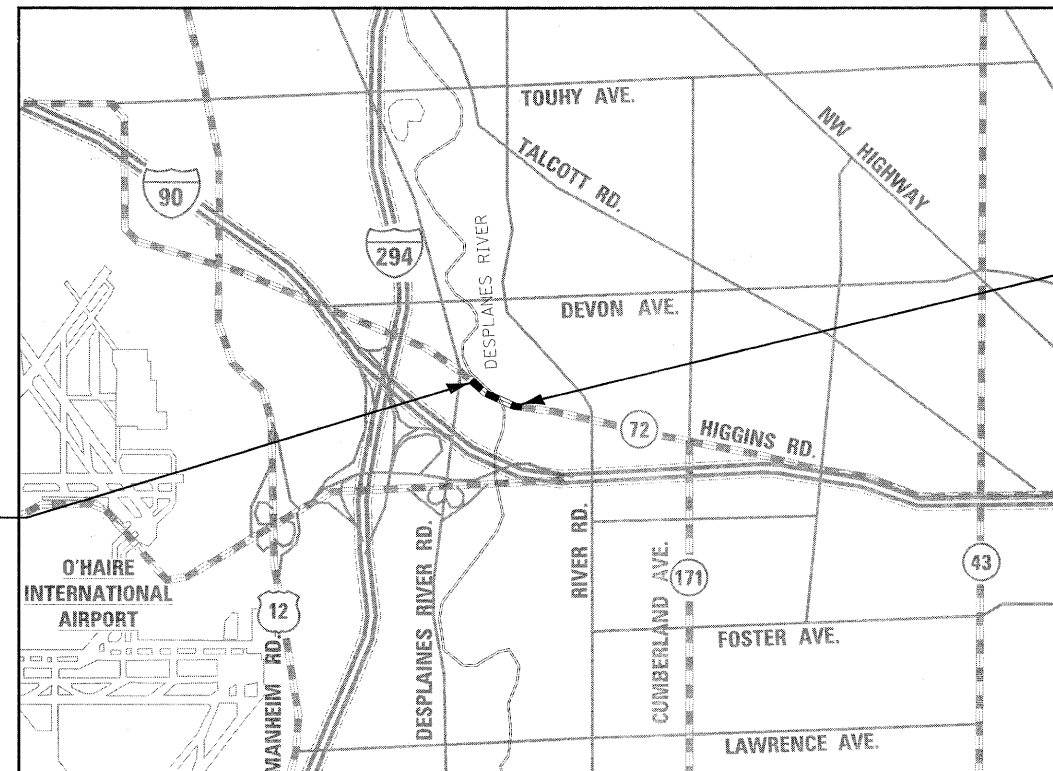 TOUHY AVE.
NW HIGHWAY
TALCOTT RD.
90
294
DESPLANES RIVER
DEVON AVE.
72
HIGGINS RD.
O'HAIRE
INTERNATIONAL
AIRPORT
12
MANHEIM RD.
DESPLAINES RIVER RD.
RIVER RD.
CUMBERLAND AVE.
171
43
FOSTER AVE.
LAWRENCE AVE.